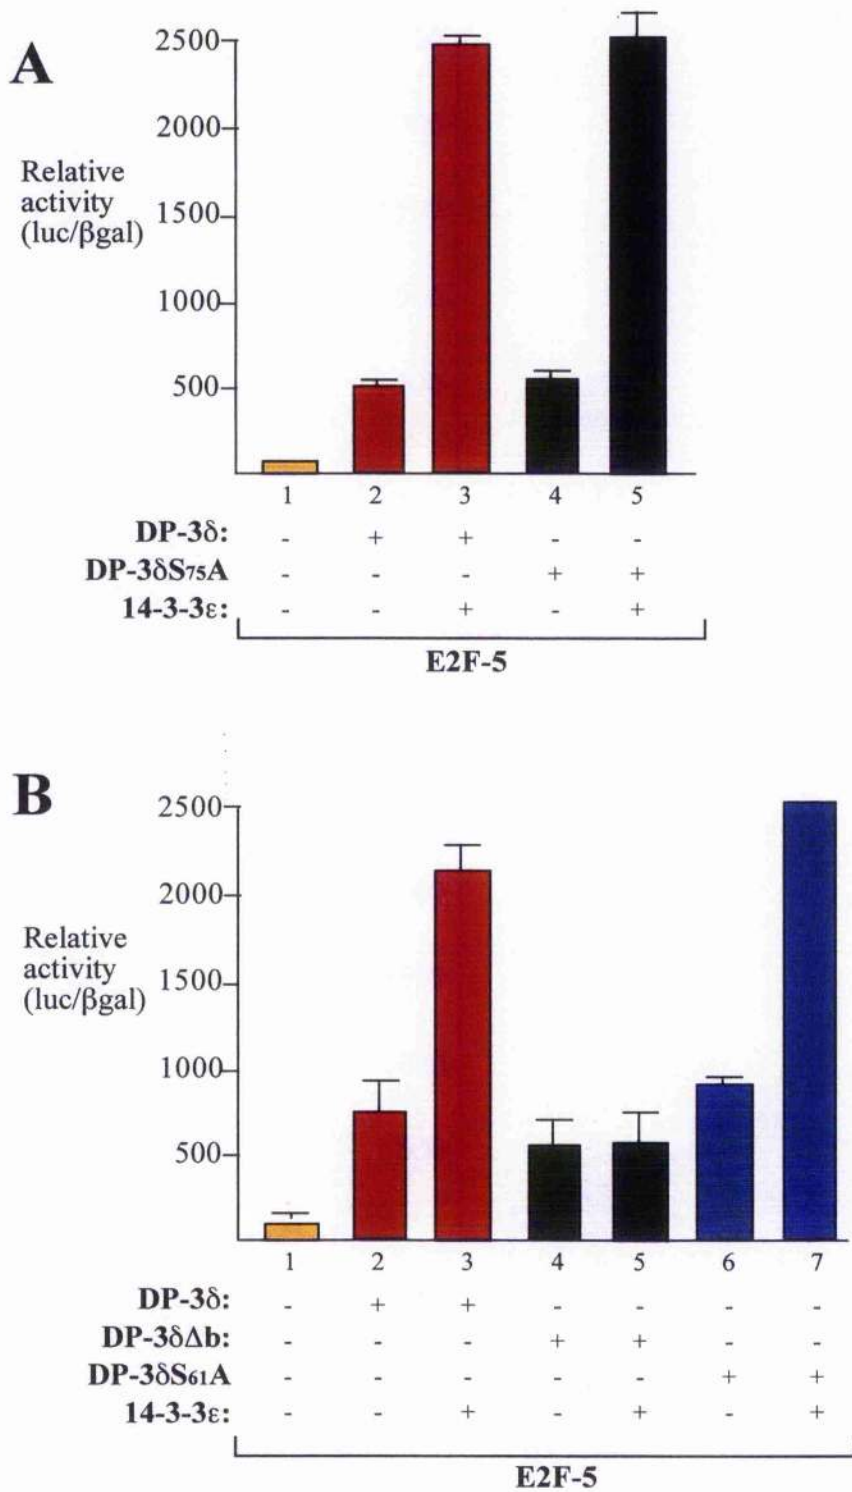 A
2500
2000
Relative
activity
(luc/βgal)
1500
1000
500
1 2 3 4 5
DP-3δ: - + + - -
DP-3δS75A - - - + +
14-3-3ε: - - + - +
E2F-5
B
2500
2000
Relative
activity
(luc/βgal)
1500
1000
500
1 2 3 4 5 6 7
DP-3δ: - + + - - - -
DP-3δΔb: - - - + + - -
DP-3δS61A - - - - - + +
14-3-3ε: - - + - + - +
E2F-5